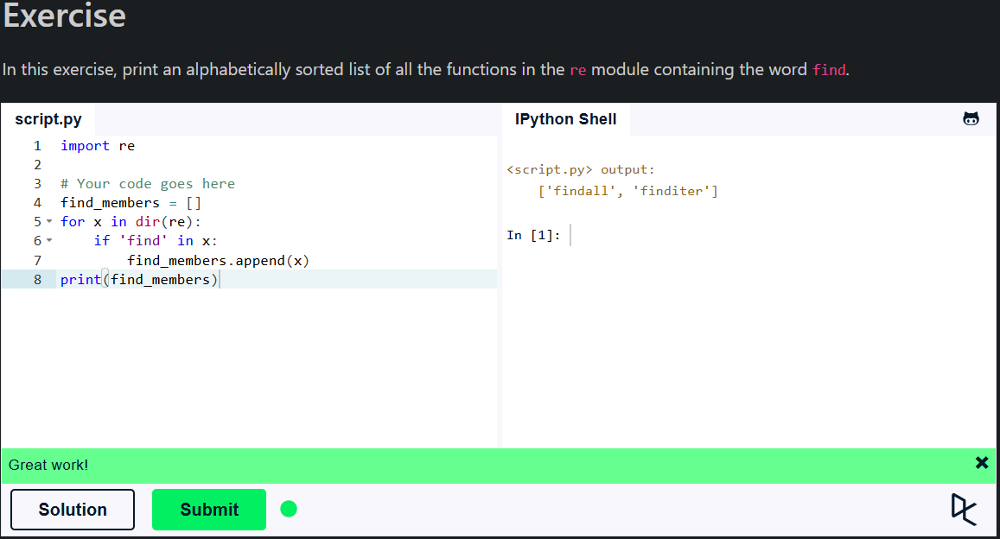 Exercise
In this exercise, print an alphabetically sorted list of all the functions in the re module containing the word find.
script.py
1 import re
2
3 # Your code goes here
4 find_members = []
5 for x in dir(re):
6     if 'find' in x:
7         find_members.append(x)
8 print(find_members)
IPython Shell
<script.py> output:
    ['findall', 'finditer']
In [1]:
Great work!
Solution
Submit